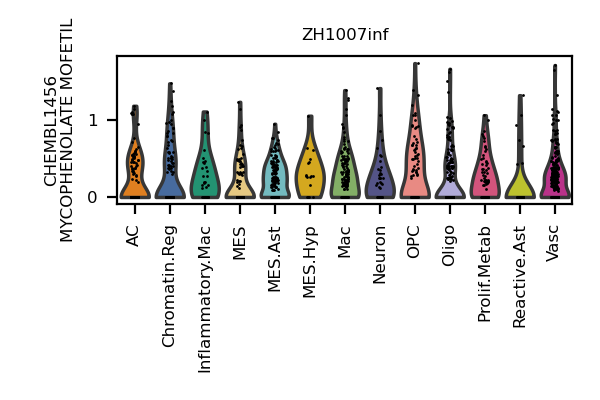 ZH1007inf
CHEMBL1456
MYCOPHENOLATE MOFETIL
1
0
AC
Chromatin.Reg
Inflammatory.Mac
MES
MES.Ast
MES.Hyp
Mac
Neuron
OPC
Oligo
Prolif.Metab
Reactive.Ast
Vasc